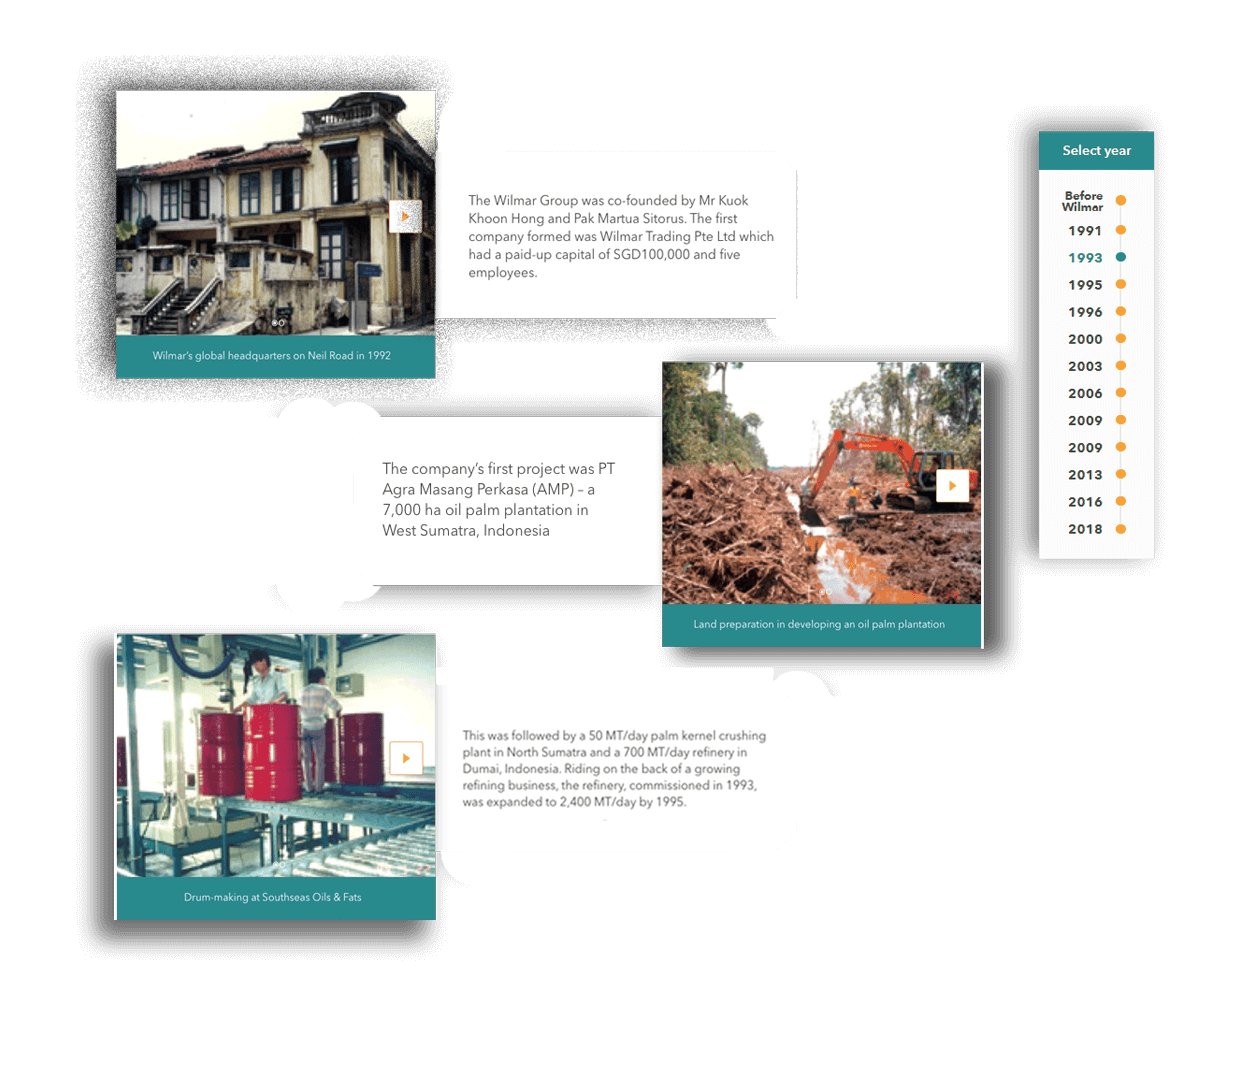 The Wilmar Group was co-founded by Mr Kuok
Khoon Hong and Pak Martua Sitorus. The first
company formed was Wilmar Trading Pte Ltd which
had a paid-up capital of SGD100,000 and five
employees.
Wilmar's global headquarters on Neil Road in 1992
The company's first project was PT
Agra Masang Perkasa (AMP) – a
7,000 ha oil palm plantation in
West Sumatra, Indonesia
Land preparation in developing an oil palm plantation
This was followed by a 50 MT/day palm kernel crushing
plant in North Sumatra and a 700 MT/day refinery in
Dumai, Indonesia. Riding on the back of a growing
refining business, the refinery, commissioned in 1993,
was expanded to 2,400 MT/day by 1995.
Drum-making at Southseas Oils & Fats
Select year
Before
Wilmar
1991
1993
1995
1996
2000
2003
2006
2009
2009
2013
2016
2018